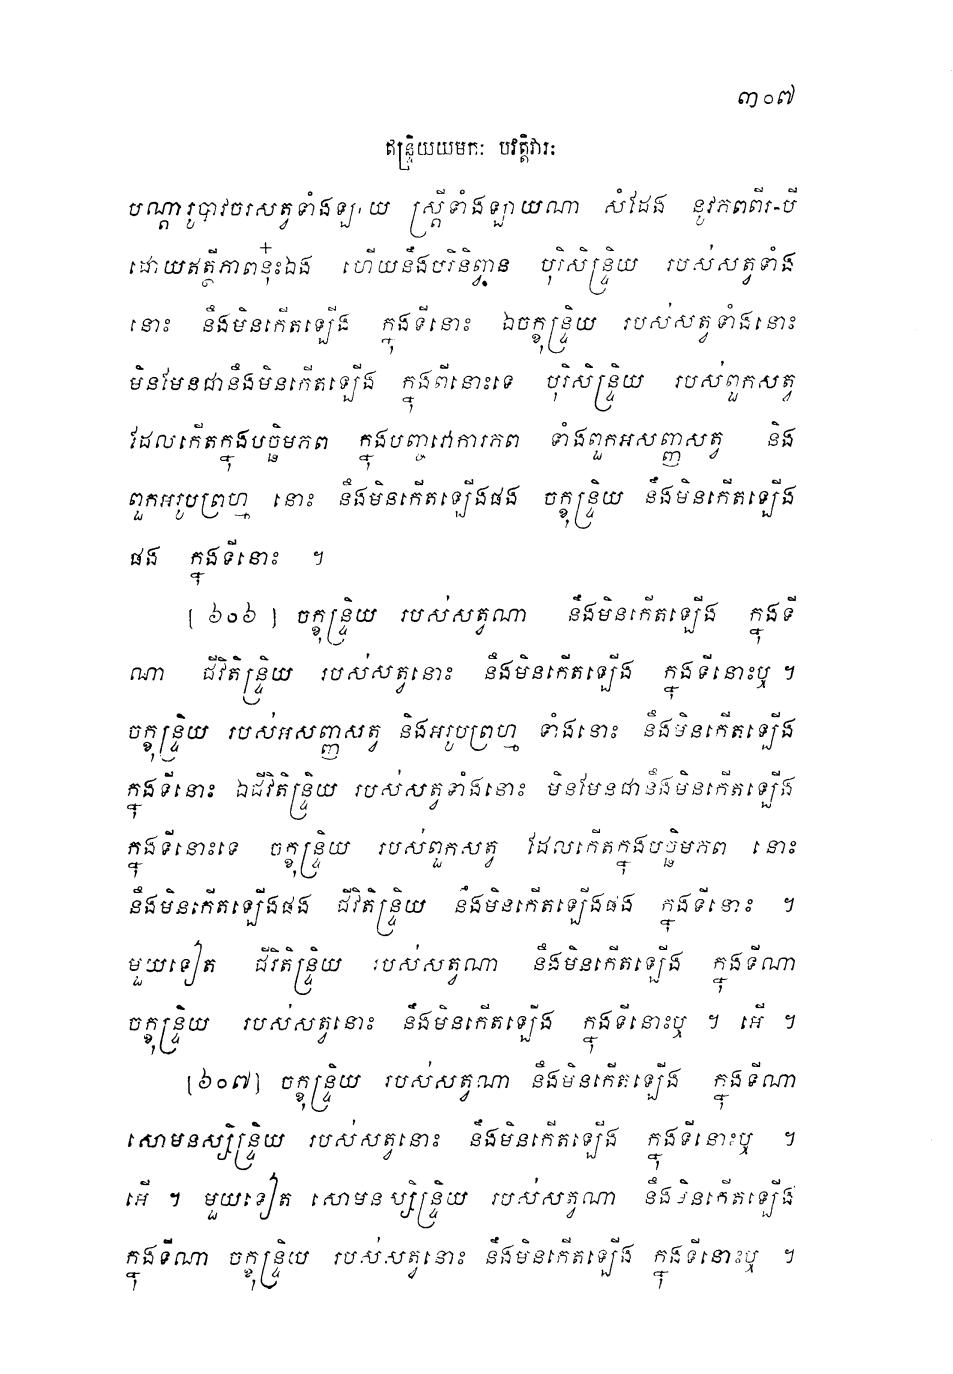 ៣០៧
ឥន្ទ្រិយយមកៈ បវត្តិវារៈ
បណ្តារូបាវចរសត្វទាំងឡាយ ស្ត្រីទាំងឡាយណា សំដែង នូវភពពីរ-បី
ដោយឥត្ថីភាពនុ៎ះឯង ហើយនឹងបរិនិព្វាន បុរិសិន្ទ្រិយ របស់សត្វទាំង
នោះ នឹងមិនកើតឡើង ក្នុងទីនោះ ឯចក្ខុន្ទ្រិយ របស់សត្វទាំងនោះ
មិនមែនជានឹងមិនកើតឡើង ក្នុងទីនោះទេ បុរិសិន្ទ្រិយ របស់ពួកសត្វ
ដែលកើតក្នុងបច្ឆិមភព ក្នុងបញ្ចវោការភព ទាំងពួកអសញ្ញសត្វ និង
ពួកអរូបព្រហ្ម នោះ នឹងមិនកើតឡើងផង ចក្ខុន្ទ្រិយ នឹងមិនកើតឡើង
ផង ក្នុងទីនោះ ។
[៦០៦] ចក្ខុន្ទ្រិយ របស់សត្វណា នឹងមិនកើតឡើង ក្នុងទី
ណា ជីវិតិន្ទ្រិយ របស់សត្វនោះ នឹងមិនកើតឡើង ក្នុងទីនោះឬ ។
ចក្ខុន្ទ្រិយ របស់អសញ្ញសត្វ និងអរូបព្រហ្ម ទាំងនោះ នឹងមិនកើតឡើង
ក្នុងទីនោះ ឯជីវិតិន្ទ្រិយ របស់សត្វទាំងនោះ មិនមែនជានឹងមិនកើតឡើង
ក្នុងទីនោះទេ ចក្ខុន្ទ្រិយ របស់ពួកសត្វ ដែលកើតក្នុងបច្ឆិមភព នោះ
នឹងមិនកើតឡើងផង ជីវិតិន្ទ្រិយ នឹងមិនកើតឡើងផង ក្នុងទីនោះ ។
មួយទៀត ជីវិតិន្ទ្រិយ របស់សត្វណា នឹងមិនកើតឡើង ក្នុងទីណា
ចក្ខុន្ទ្រិយ របស់សត្វនោះ នឹងមិនកើតឡើង ក្នុងទីនោះឬ ។ អើ ។
[៦០៧] ចក្ខុន្ទ្រិយ របស់សត្វណា នឹងមិនកើតឡើង ក្នុងទីណា
សោមនស្សិន្ទ្រិយ របស់សត្វនោះ នឹងមិនកើតឡើង ក្នុងទីនោះឬ ។
អើ ។ មួយទៀត សោមនស្សិន្ទ្រិយ របស់សត្វណា នឹងមិនកើតឡើង
ក្នុងទីណា ចក្ខុន្ទ្រិយ របស់សត្វនោះ នឹងមិនកើតឡើង ក្នុងទីនោះឬ ។